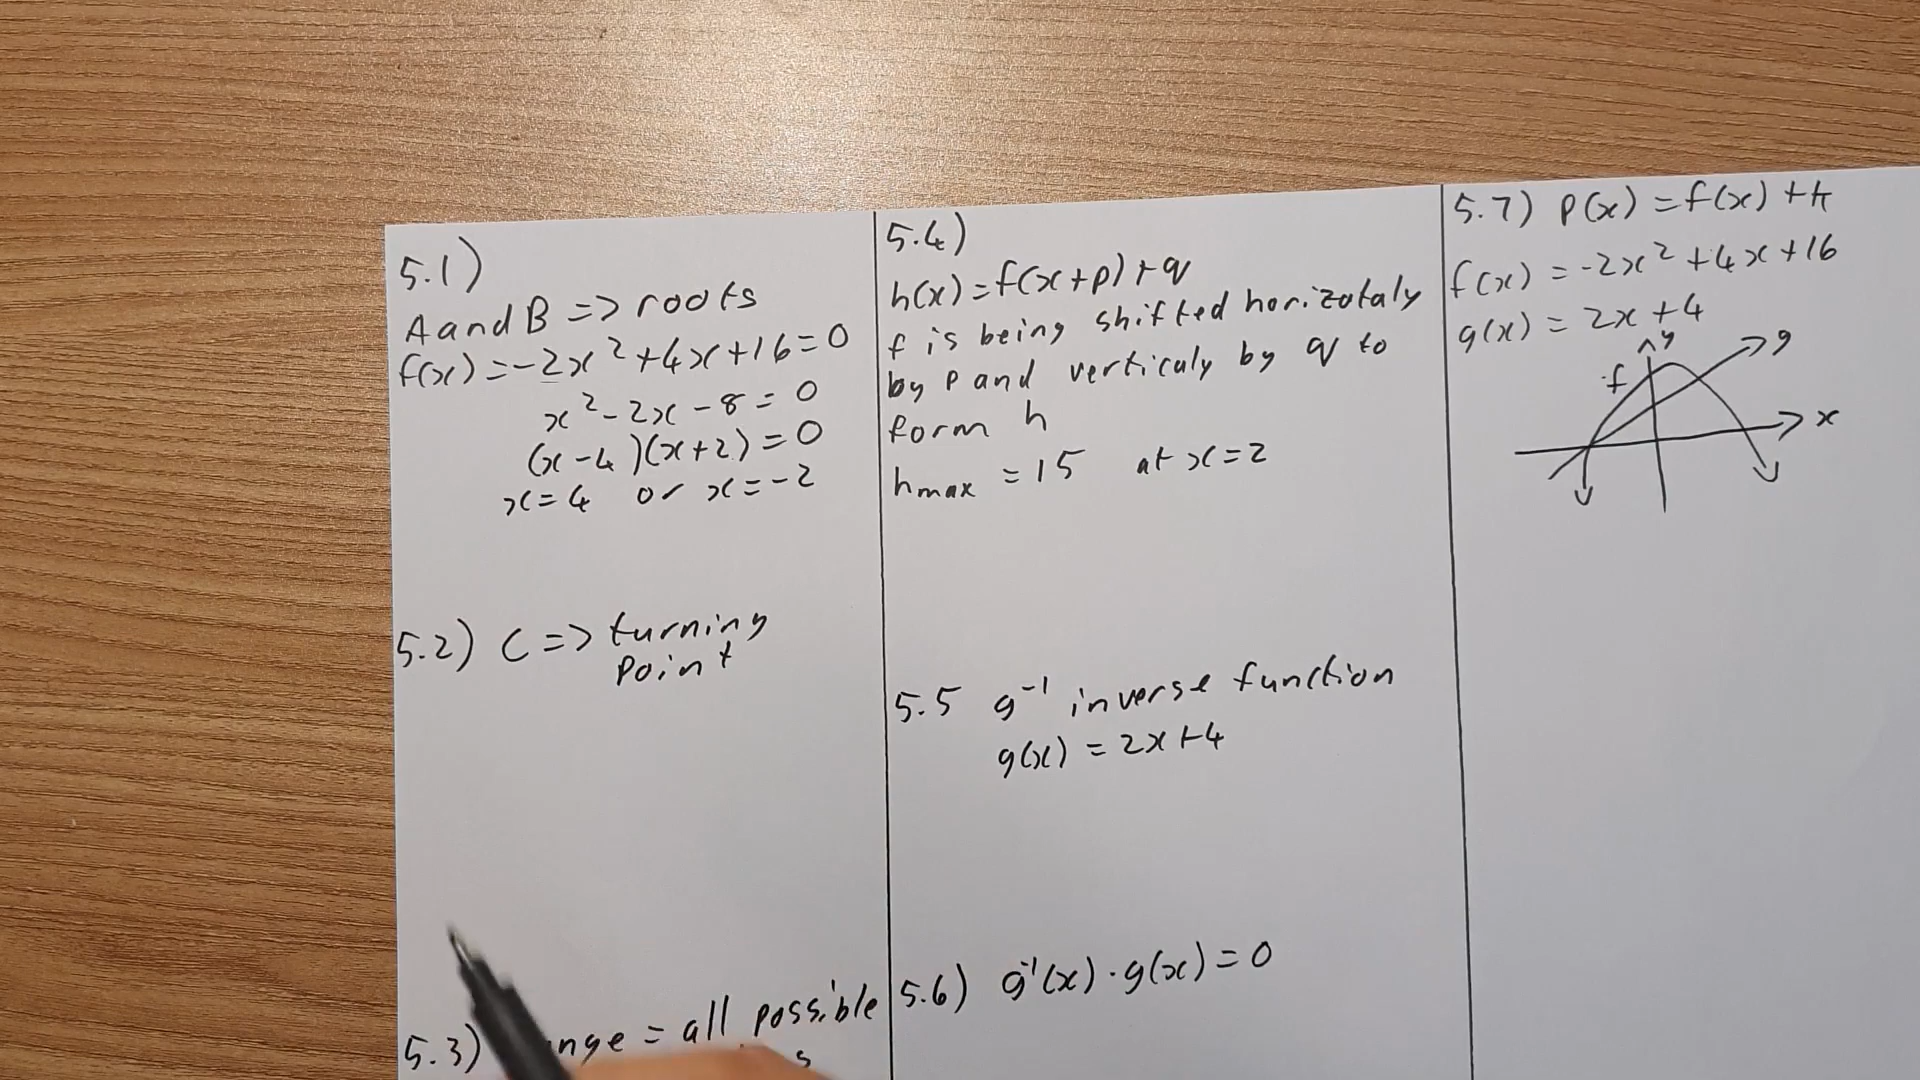 5.1)
A and B => roots
f(x) = -2x² + 4x + 16 = 0
x² - 2x - 8 = 0
(x - 4)(x + 2) = 0
x = 4 or x = -2
5.2) C => turning
point
5.3) = all possible
5.4)
h(x) = f(x + p) + q
f is being shifted horizotaly
by p and verticaly by q to
form h
hmax = 15 at x = 2
5.5 g⁻¹ inverse function
g(x) = 2x + 4
5.6) g⁻¹(x) · g(x) = 0
5.7) p(x) = f(x) + k
f(x) = -2x² + 4x + 16
g(x) = 2x + 4
y
g
f
x